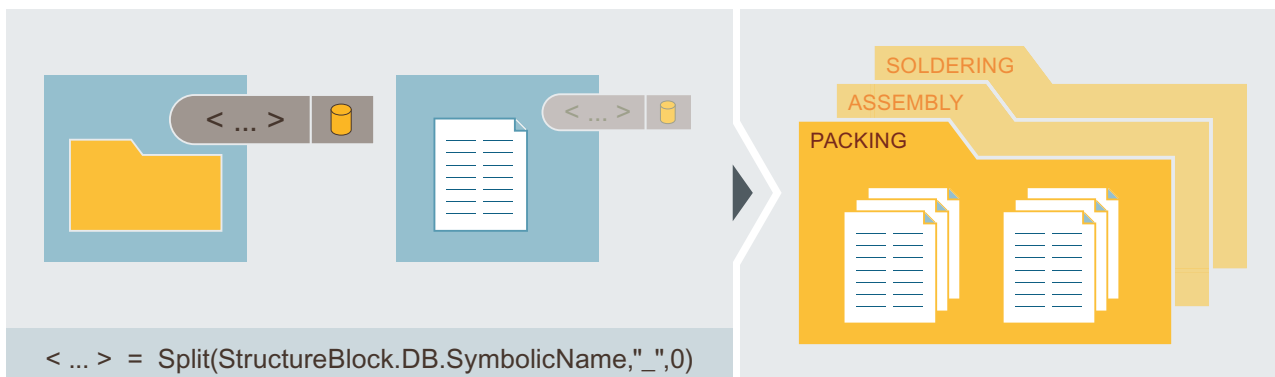 < ... >
< ... >
< ... > = Split(StructureBlock.DB.SymbolicName,"_",0)
SOLDERING
ASSEMBLY
PACKING